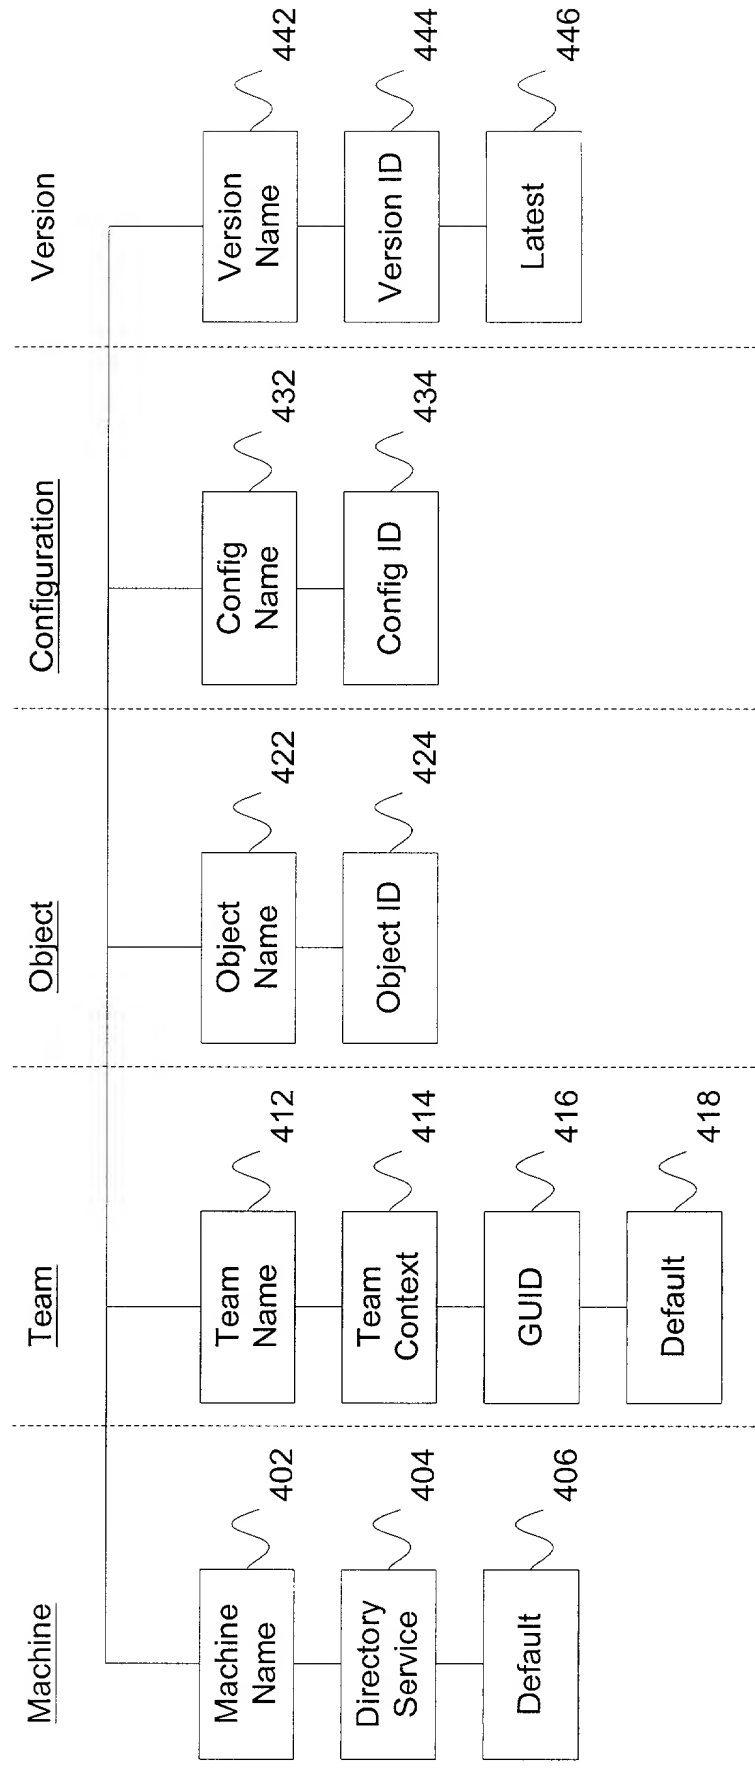 Machine
Team
Object
Configuration
Version
Machine
Name
402
Directory
Service
404
Default
406
Team
Name
412
Team
Context
414
GUID
416
Default
418
Object
Name
422
Object ID
424
Config
Name
432
Config ID
434
Version
Name
442
Version ID
444
Latest
446